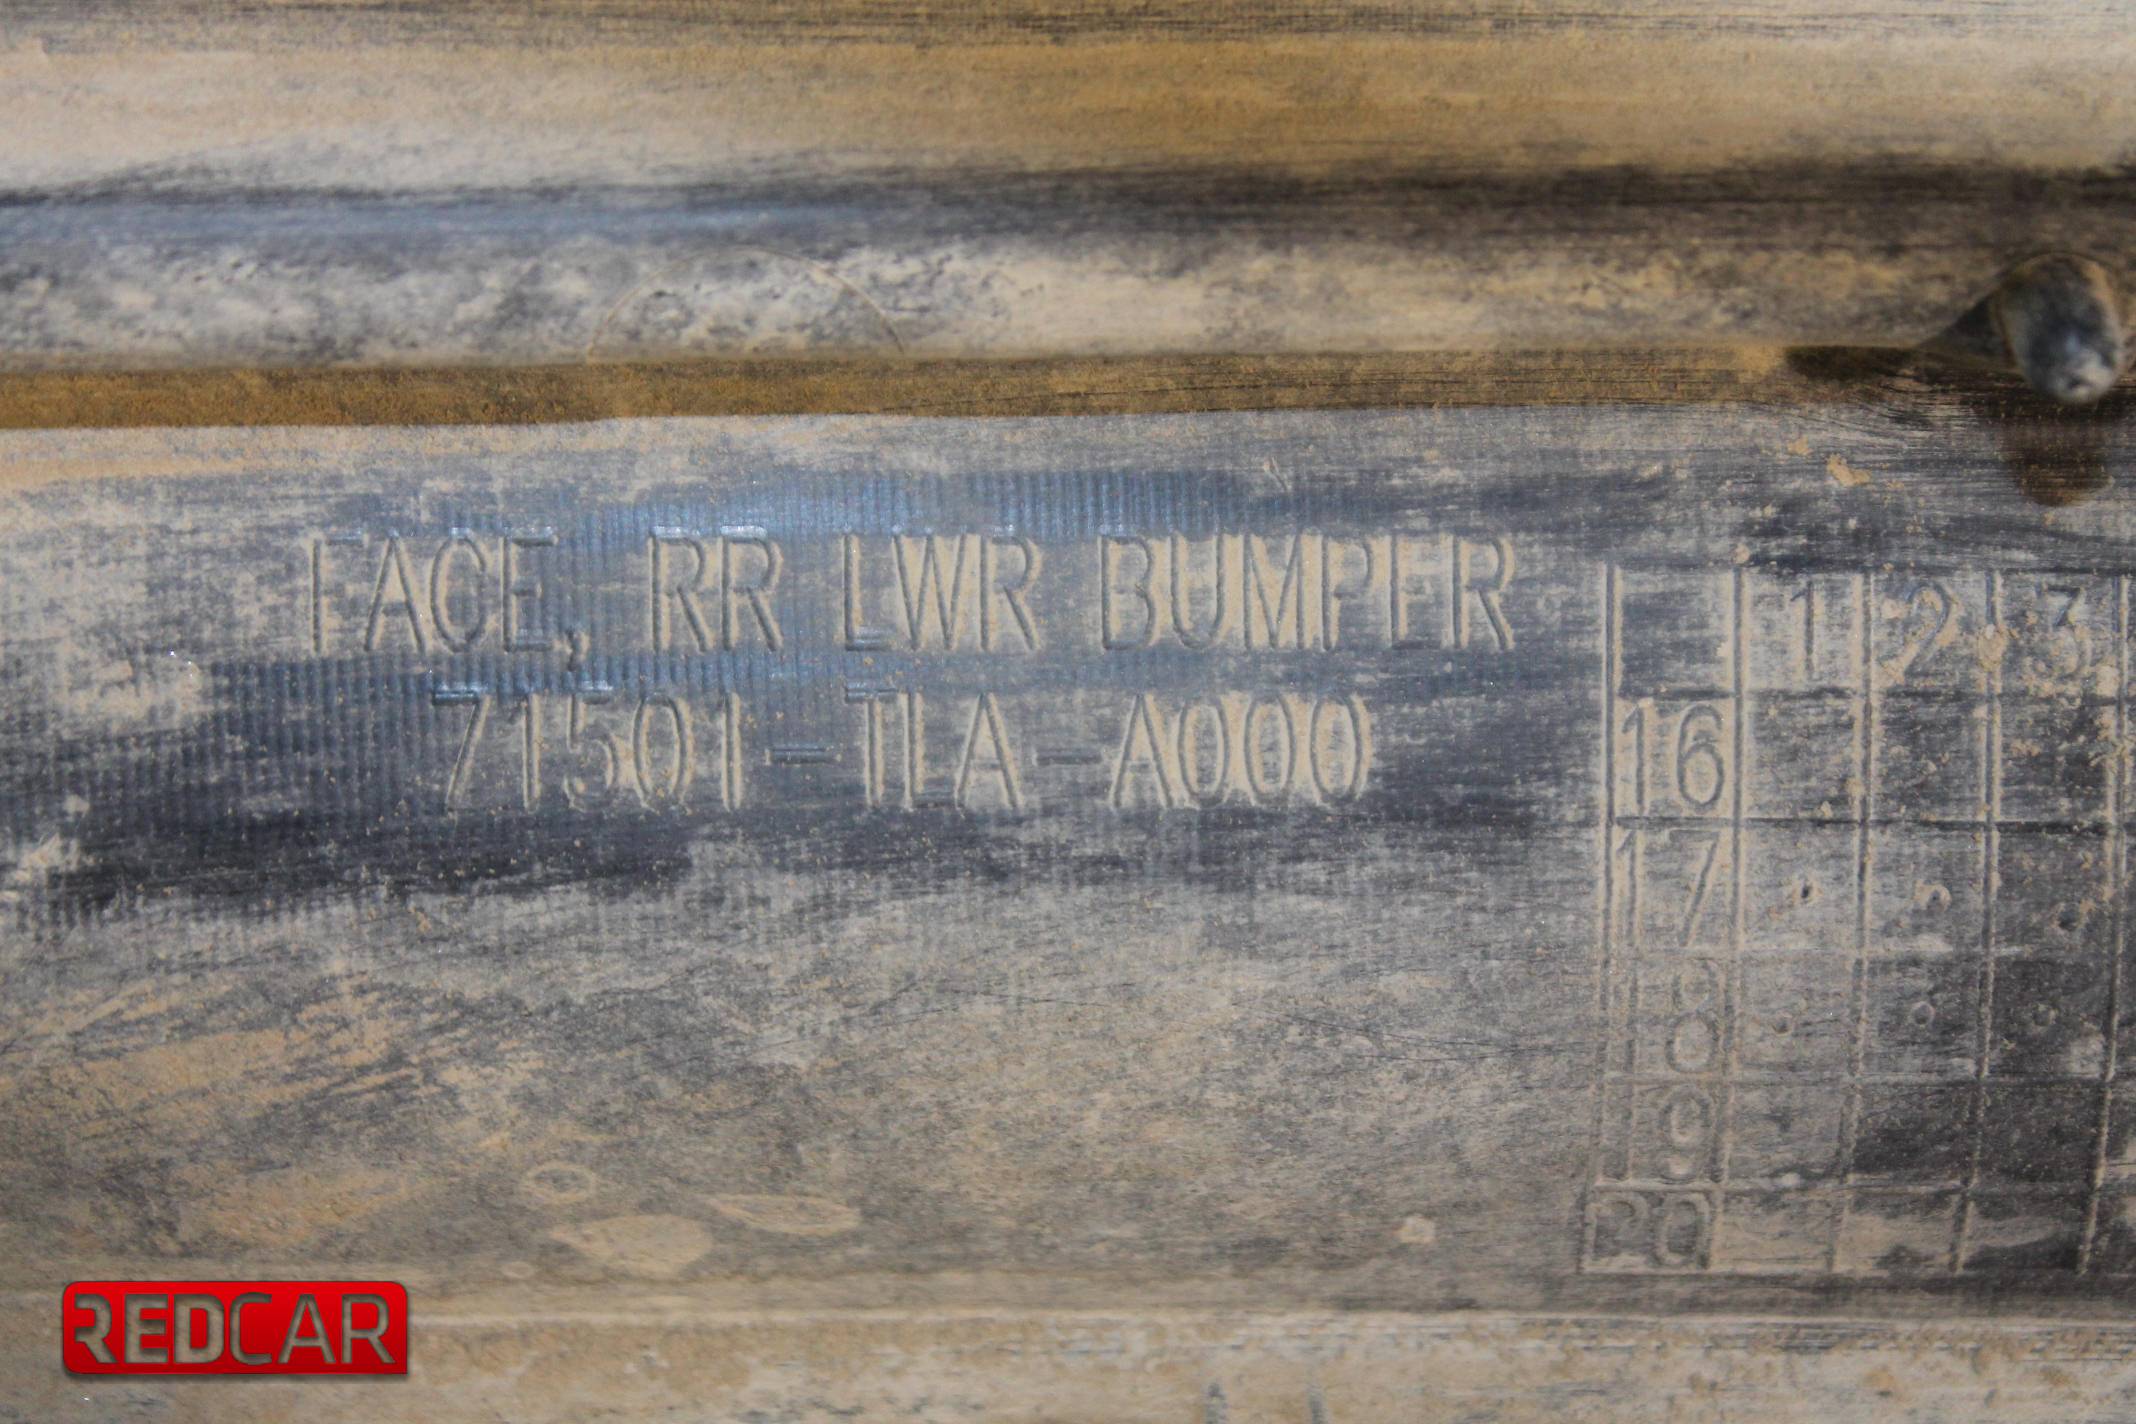 FACE, RR LWR BUMPER
71501-TLA-A000
1 2 3
16
17
18
19
20
REDCAR